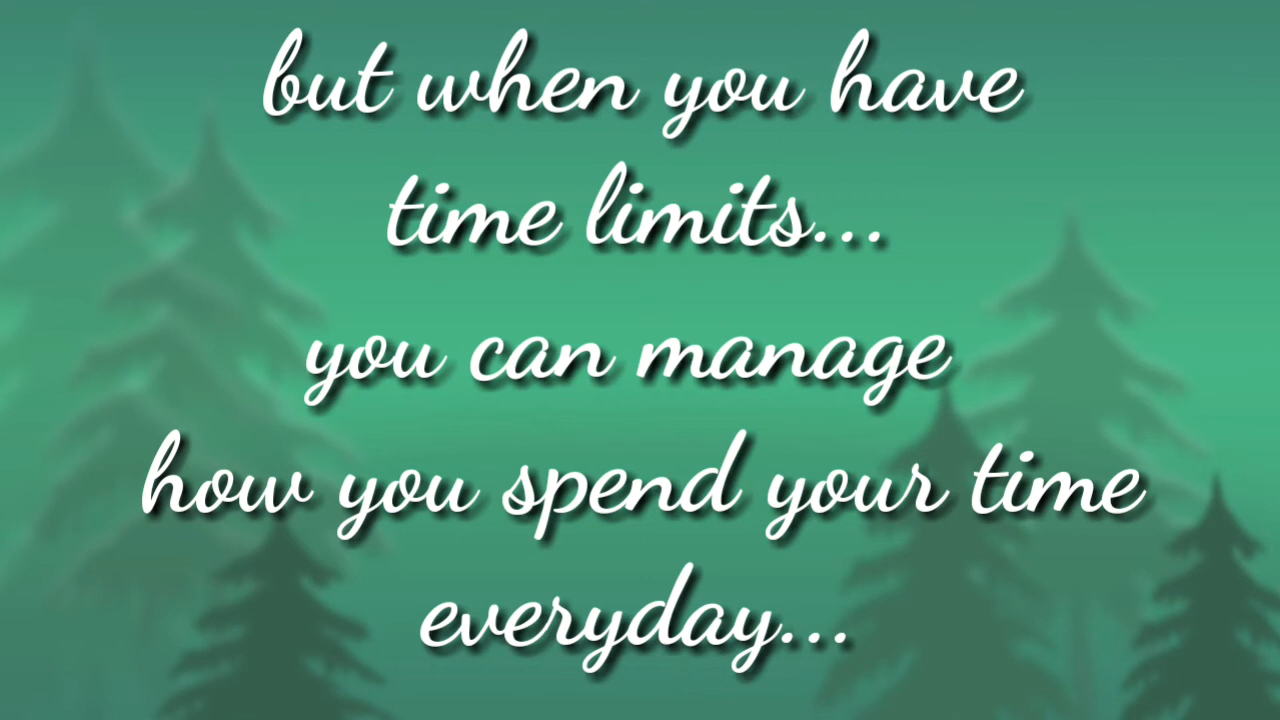 but when you have
time limits...
you can manage
how you spend your time
everyday...